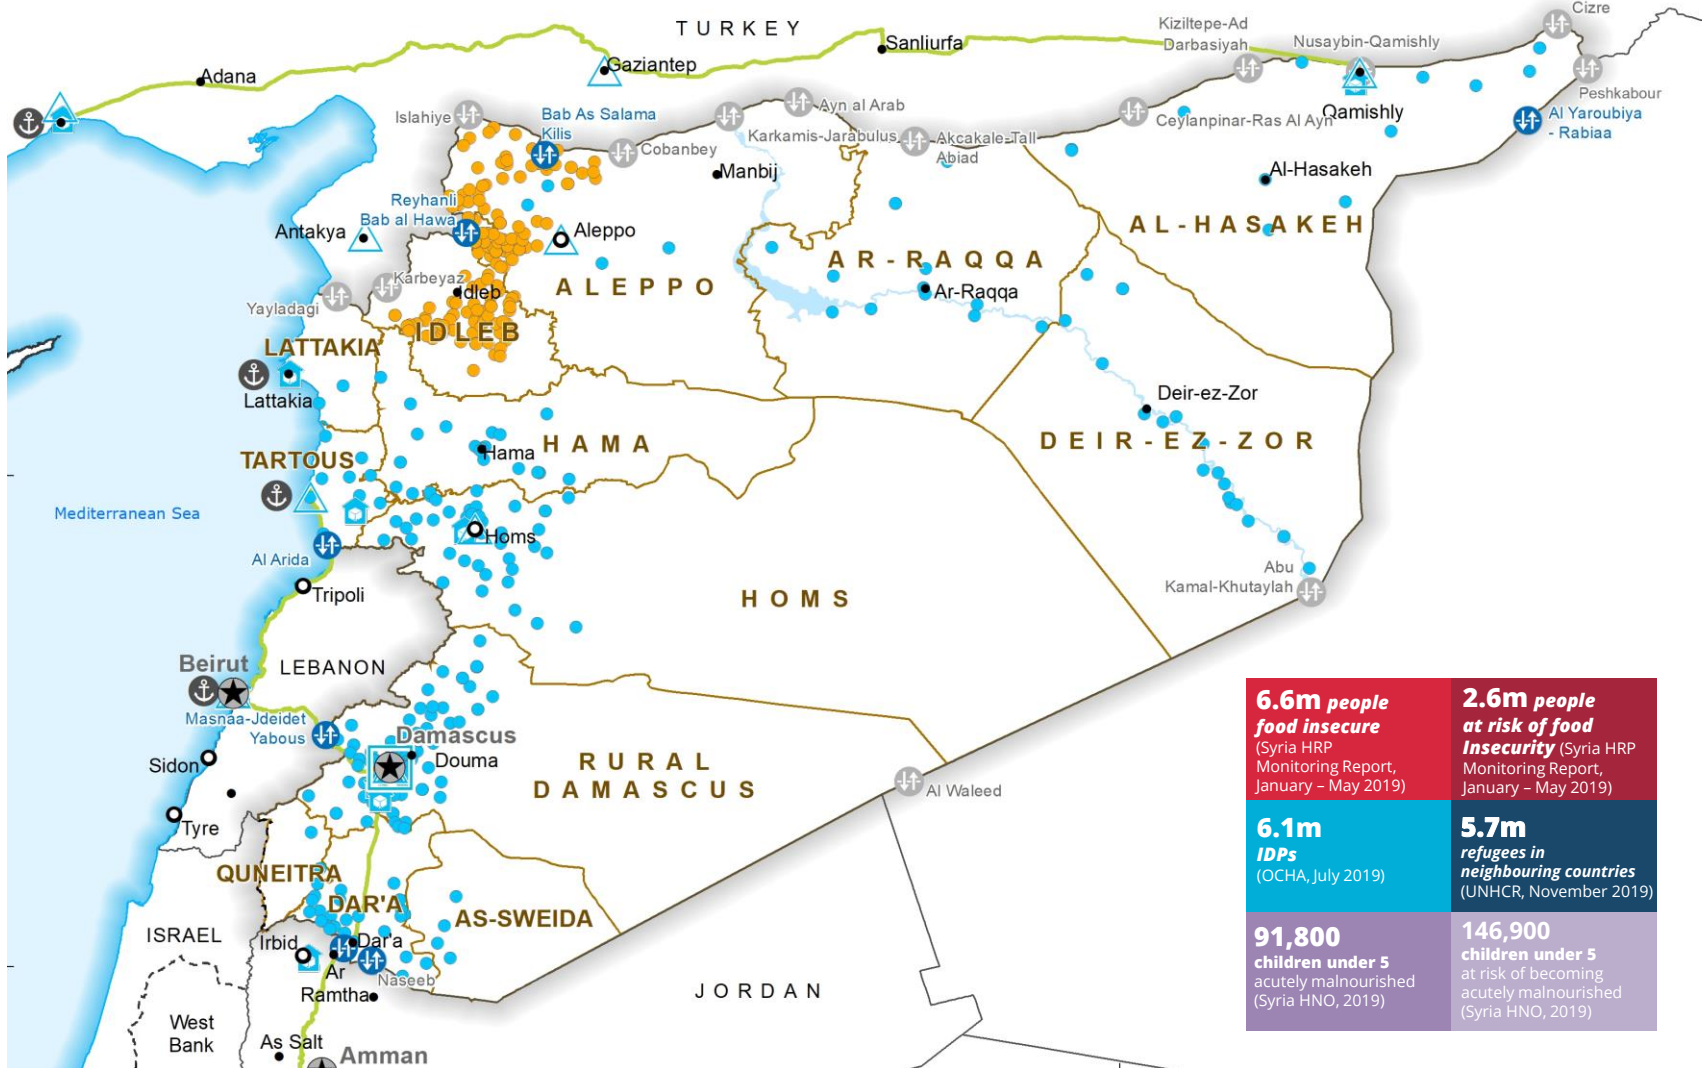 TURKEY
Cizre
Kiziltepe-Ad
Darbasiyah
Nusaybin-Qamishly
Sanliurfa
Gaziantep
Adana
Peshkabour
Islahiye
Bab As Salama
Kilis
Ayn al Arab
Karkamis-Jarabulus
Cobanbey
Akcakale-Tall
Abiad
Ceylanpinar-Ras Al Ayn
Qamishly
Al Yaroubiya
- Rabiaa
Manbij
Al-Hasakeh
Reyhanli
Bab al Hawa
Antakya
Aleppo
AL-HASAKEH
AR-RAQQA
Karbeyaz
Idleb
ALEPPO
Ar-Raqqa
Yayladagi
IDLEB
LATTAKIA
Lattakia
Deir-ez-Zor
HAMA
Hama
DEIR-EZ-ZOR
TARTOUS
Mediterranean Sea
Homs
Al Arida
Abu
Kamal-Khutaylah
Tripoli
HOMS
Beirut
LEBANON
Masnaa-Jdeidet
Yabous
Damascus
Douma
Sidon
RURAL
DAMASCUS
Al Waleed
Tyre
QUNEITRA
DAR'A
AS-SWEIDA
ISRAEL
Irbid
Dar'a
Ar
Ramtha
Naseeb
JORDAN
West
Bank
As Salt
Amman
6.6m people
food insecure
(Syria HRP
Monitoring Report,
January – May 2019)
2.6m people
at risk of food
Insecurity (Syria HRP
Monitoring Report,
January – May 2019)
6.1m
IDPs
(OCHA, July 2019)
5.7m
refugees in
neighbouring countries
(UNHCR, November 2019)
91,800
children under 5
acutely malnourished
(Syria HNO, 2019)
146,900
children under 5
at risk of becoming
acutely malnourished
(Syria HNO, 2019)